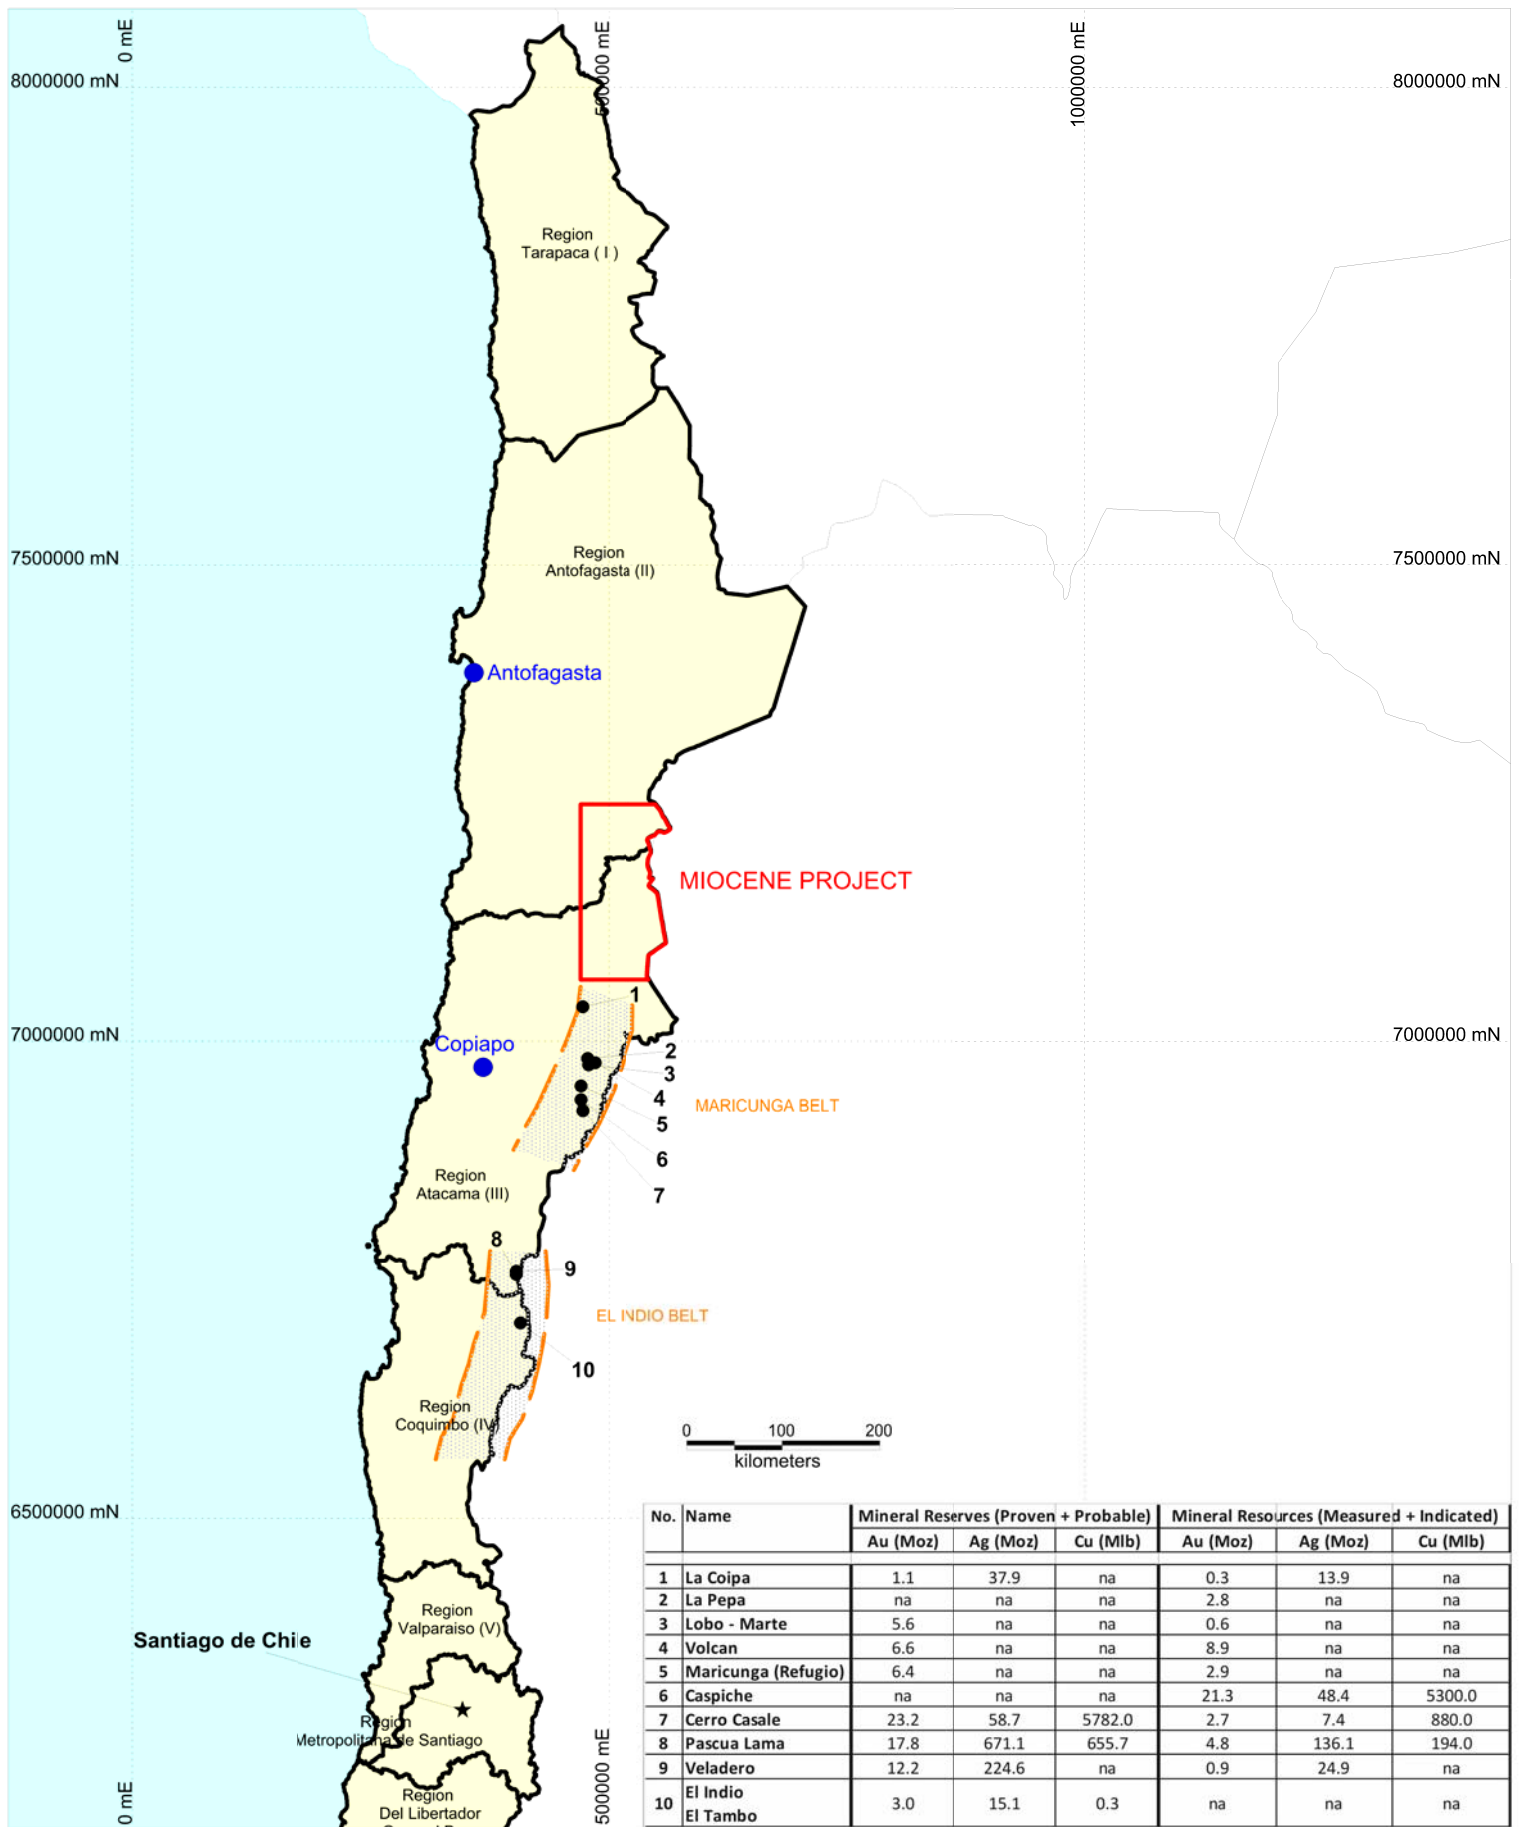 0 mE
500000 mE
1000000 mE
8000000 mN
8000000 mN
Region
Tarapaca ( I )
7500000 mN
7500000 mN
Region
Antofagasta (II)
Antofagasta
MIOCENE PROJECT
1
7000000 mN
7000000 mN
Copiapo
2
3
4
MARICUNGA BELT
5
6
Region
Atacama (III)
7
8
9
EL INDIO BELT
10
Region
Coquimbo (IV)
0 100 200
kilometers
6500000 mN
Region
Valparaiso (V)
Santiago de Chile
Region
Metropolitana de Santiago
Region
Del Libertador
0 mE
500000 mE
No. Name Mineral Reserves (Proven + Probable) Mineral Resources (Measured + Indicated)
Au (Moz) Ag (Moz) Cu (Mlb) Au (Moz) Ag (Moz) Cu (Mlb)
1 La Coipa 1.1 37.9 na 0.3 13.9 na
2 La Pepa na na na 2.8 na na
3 Lobo - Marte 5.6 na na 0.6 na na
4 Volcan 6.6 na na 8.9 na na
5 Maricunga (Refugio) 6.4 na na 2.9 na na
6 Caspiche na na na 21.3 48.4 5300.0
7 Cerro Casale 23.2 58.7 5782.0 2.7 7.4 880.0
8 Pascua Lama 17.8 671.1 655.7 4.8 136.1 194.0
9 Veladero 12.2 224.6 na 0.9 24.9 na
10 El Indio
El Tambo 3.0 15.1 0.3 na na na